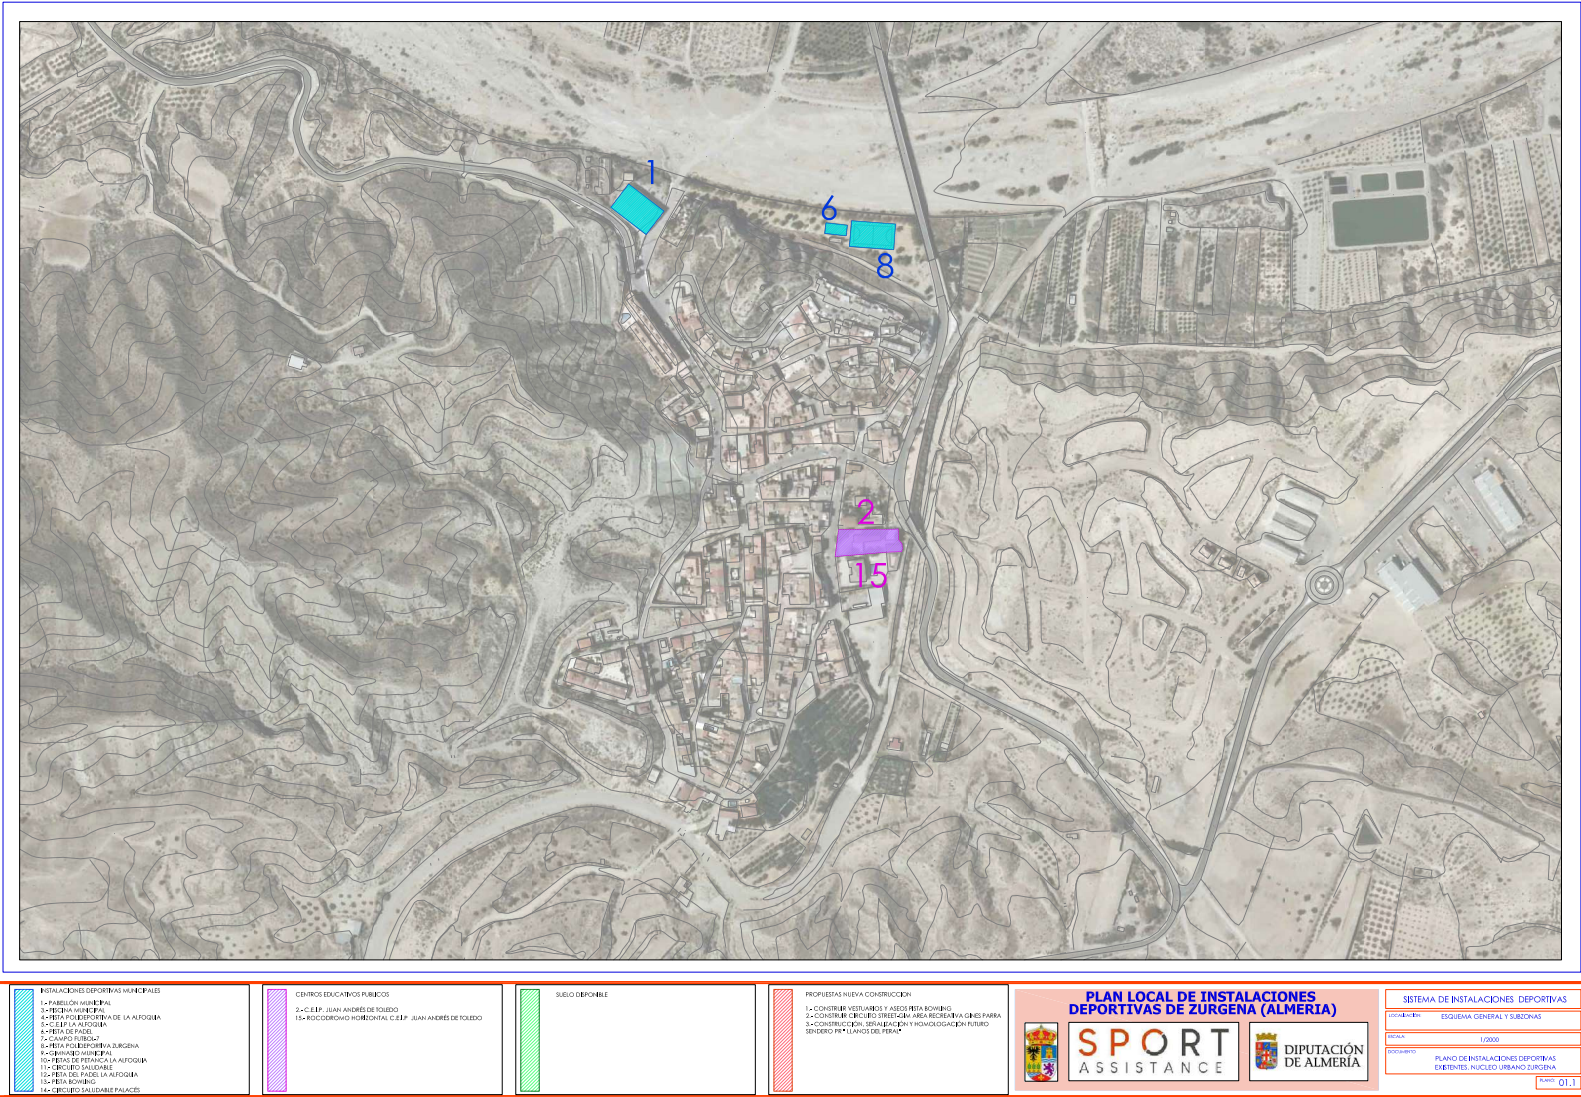 1
6
8
2
15
INSTALACIONES DEPORTIVAS MUNICIPALES
1.- PABELLÓN MUNICIPAL
3.- PISCINA MUNICIPAL
4.- PISTA POLIDEPORTIVA DE LA ALFOQUIA
5.- C.E.I.P LA ALFOQUIA
6.- PISTA DE PADEL
7.- CAMPO FUTBOL-7
8.- PISTA POLIDEPORTIVA ZURGENA
9.- GIMNASIO MUNICIPAL
10.- PISTAS DE PETANCA LA ALFOQUIA
11.- CIRCUITO SALUDABLE
12.- PISTA DEL PADEL LA ALFOQUIA
13.- PISTA BOWLING
14.- CIRCUITO SALUDABLE PALACÉS
CENTROS EDUCATIVOS PUBLICOS
2.- C.E.I.P. JUAN ANDRÉS DE TOLEDO
15.- ROCODROMO HORIZONTAL C.E.I.P JUAN ANDRÉS DE TOLEDO
SUELO DISPONIBLE
PROPUESTAS NUEVA CONSTRUCCION
1.- CONSTRUIR VESTUARIOS Y ASEOS PISTA BOWLING
2.- CONSTRUIR CIRCUITO STREET-GIM AREA RECREATIVA GINES PARRA
3.- CONSTRUCCIÓN, SEÑALIZACIÓN Y HOMOLOGACIÓN FUTURO
SENDERO PR "LLANOS DEL PERAL"
PLAN LOCAL DE INSTALACIONES
DEPORTIVAS DE ZURGENA (ALMERIA)
SPORT
ASSISTANCE
DIPUTACIÓN
DE ALMERÍA
SISTEMA DE INSTALACIONES DEPORTIVAS
LOCALIZACIÓN: ESQUEMA GENERAL Y SUBZONAS
ESCALA: 1/2000
DOCUMENTO: PLANO DE INSTALACIONES DEPORTIVAS
EXISTENTES. NUCLEO URBANO ZURGENA
PLANO: 01.1